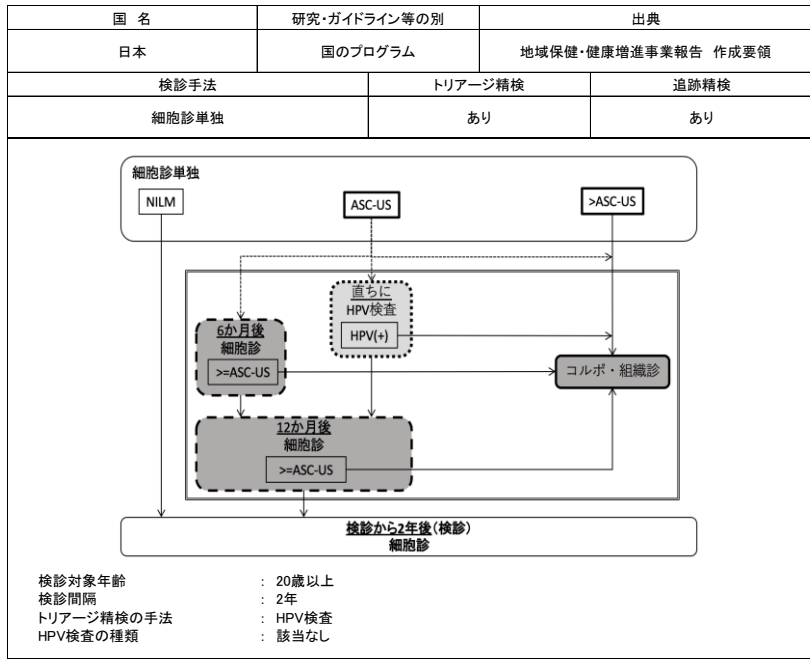 国 名 研究・ガイドライン等の別 出典
日本 国のプログラム 地域保健・健康増進事業報告 作成要領
検診手法 トリアージ精検 追跡精検
細胞診単独 あり あり
細胞診単独
NILM ASC-US >ASC-US
直ちに
HPV検査
HPV(+)
6か月後
細胞診
>=ASC-US
コルポ・組織診
12か月後
細胞診
>=ASC-US
検診から2年後(検診)
細胞診
検診対象年齢 : 20歳以上
検診間隔 : 2年
トリアージ精検の手法 : HPV検査
HPV検査の種類 : 該当なし